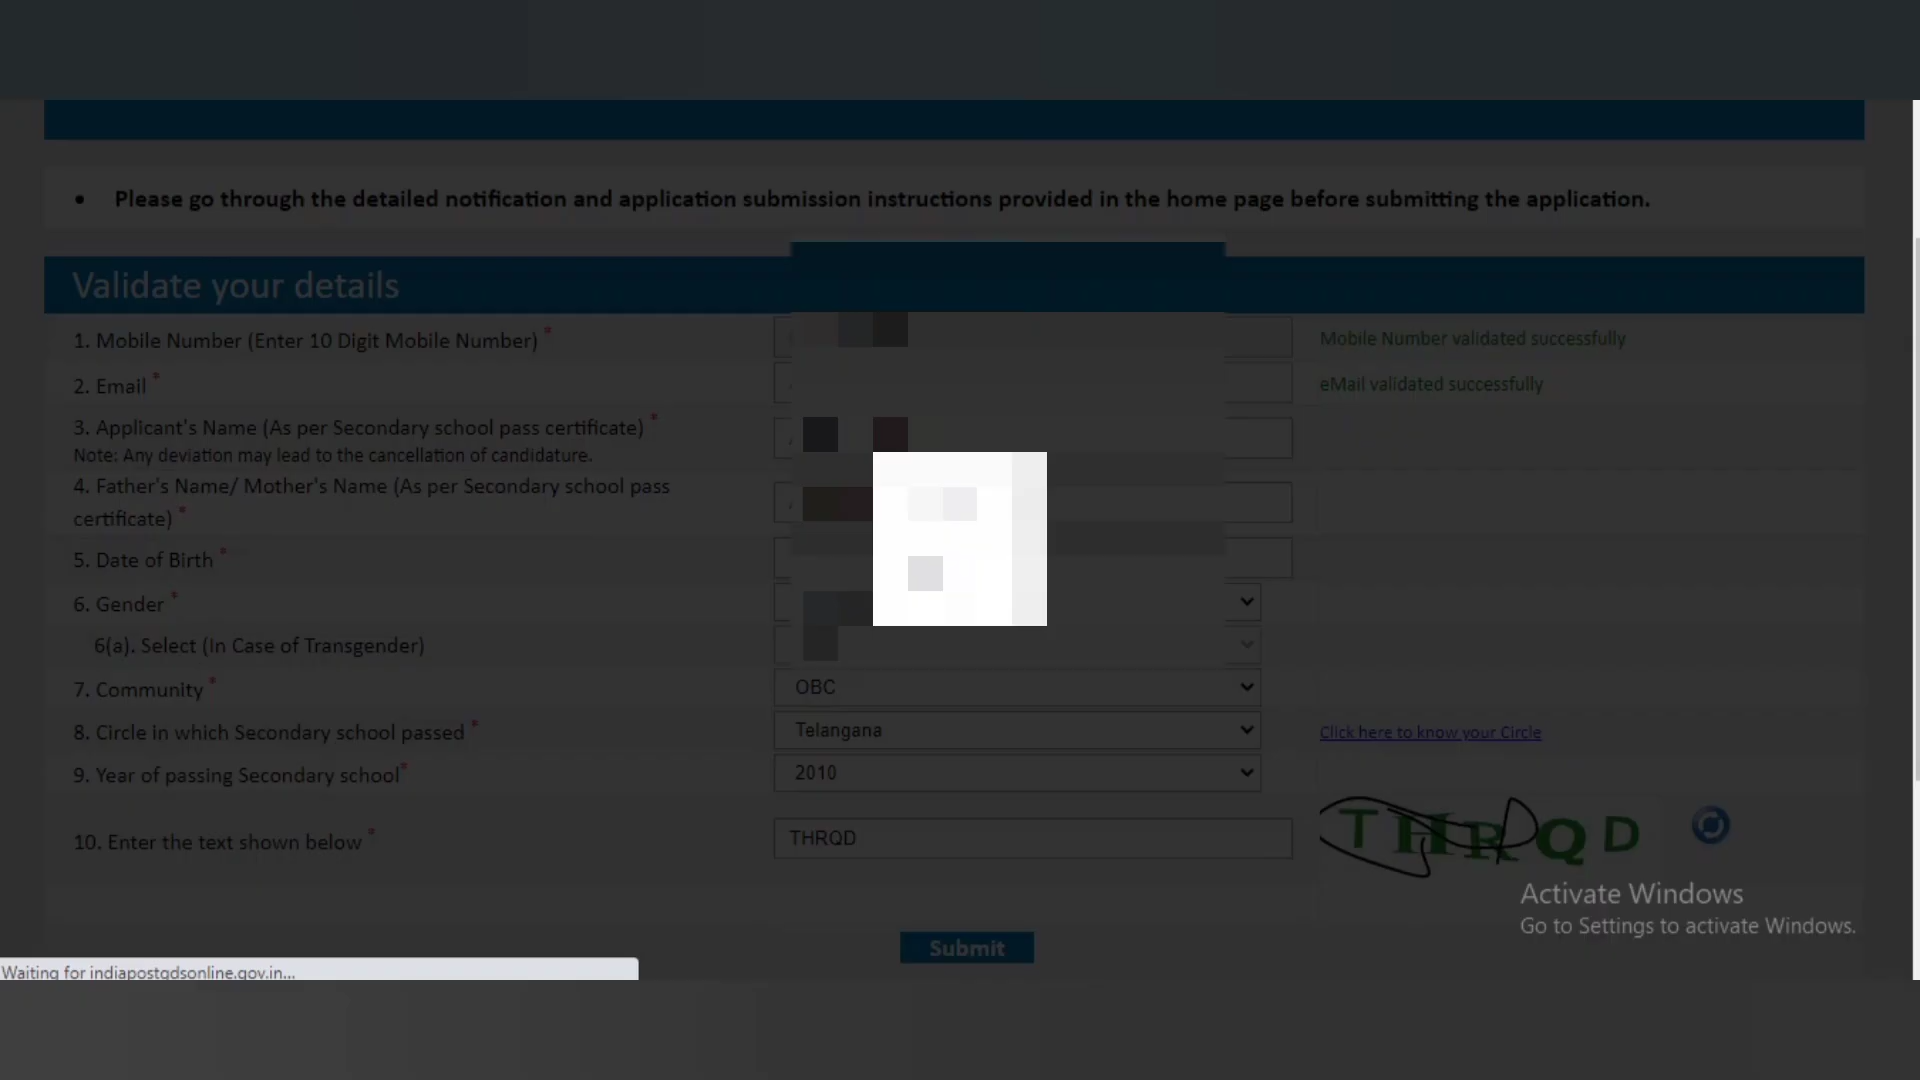 • Please go through the detailed notification and application submission instructions provided in the home page before submitting the application.
Validate your details
1. Mobile Number (Enter 10 Digit Mobile Number) *
Mobile Number validated successfully
2. Email *
eMail validated successfully
3. Applicant's Name (As per Secondary school pass certificate) *
Note: Any deviation may lead to the cancellation of candidature.
4. Father's Name/ Mother's Name (As per Secondary school pass
certificate) *
5. Date of Birth *
6. Gender *
6(a). Select (In Case of Transgender)
7. Community * OBC
8. Circle in which Secondary school passed * Telangana Click here to know your Circle
9. Year of passing Secondary school* 2010
10. Enter the text shown below * THRQD THRQD
Activate Windows
Go to Settings to activate Windows.
Submit
Waiting for indiapostgdsonline.gov.in...